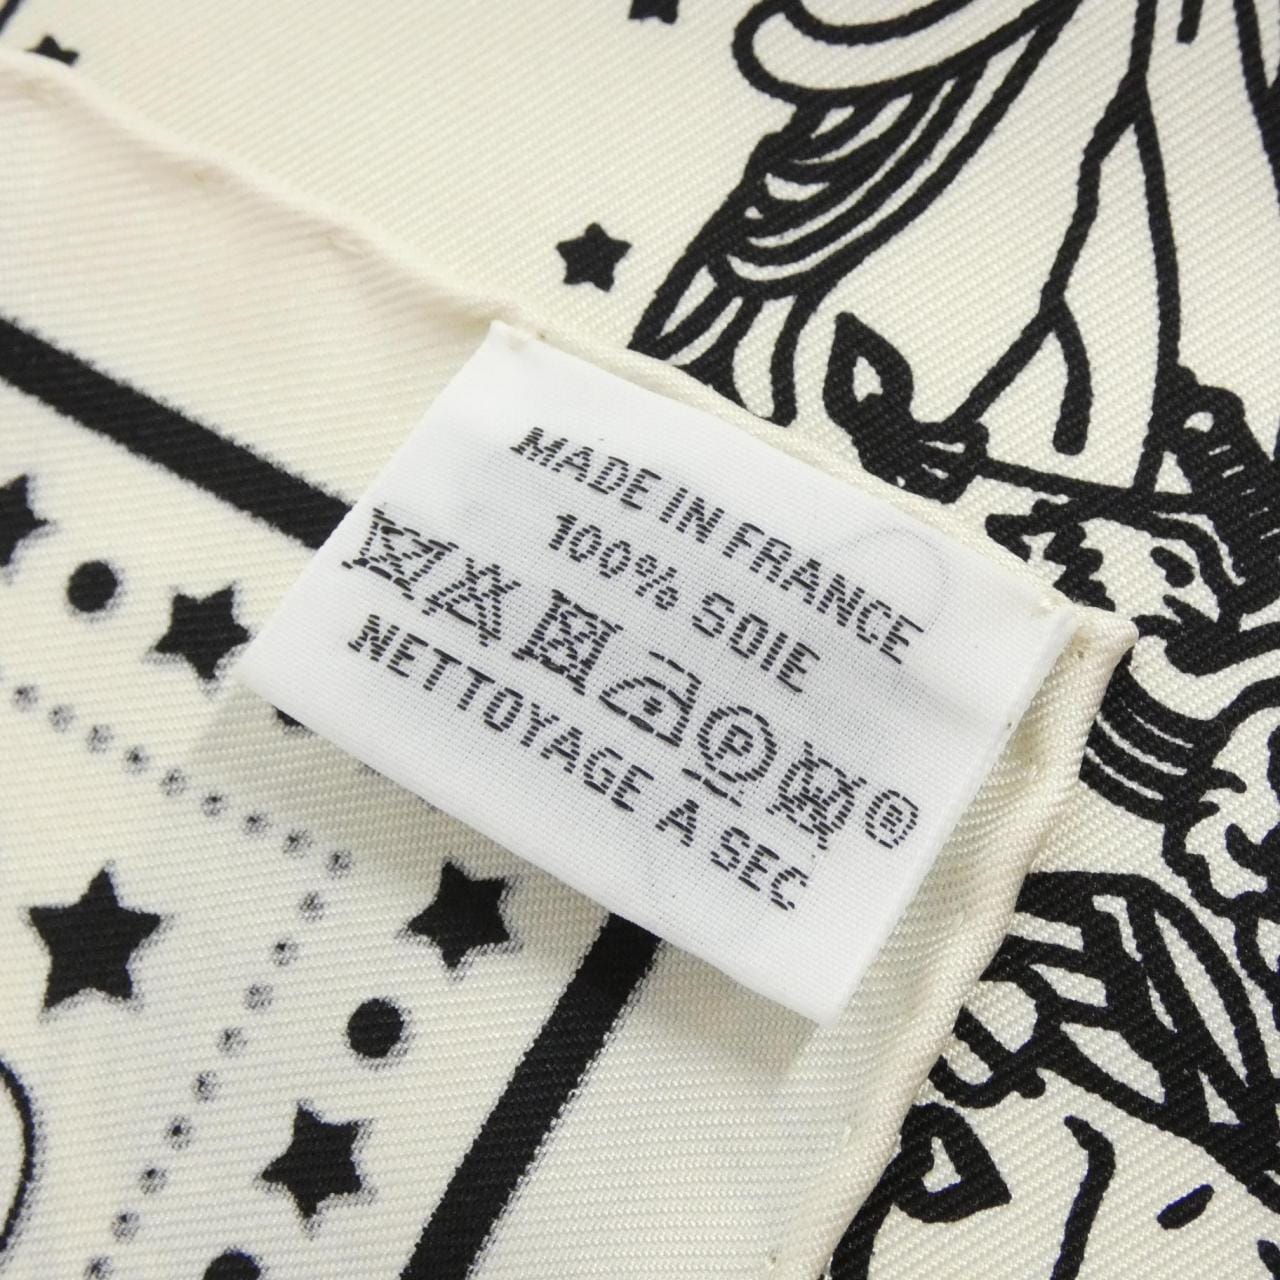 MADE IN FRANCE
100% SOIE
P ®
NETTOYAGE A SEC